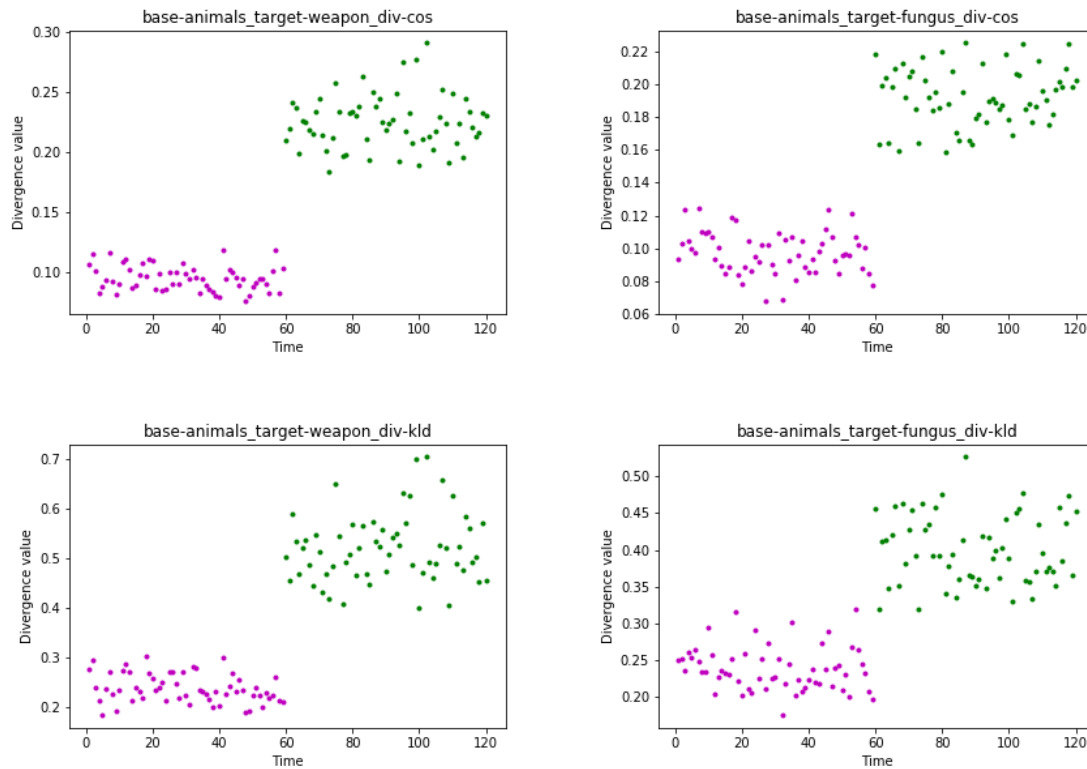 base-animals_target-weapon_div-cos
0.30
0.25
0.20
0.15
0.10
Divergence value
0 20 40 60 80 100 120
Time
base-animals_target-fungus_div-cos
0.22
0.20
0.18
0.16
0.14
0.12
0.10
0.08
0.06
Divergence value
0 20 40 60 80 100 120
Time
base-animals_target-weapon_div-kld
0.7
0.6
0.5
0.4
0.3
0.2
Divergence value
0 20 40 60 80 100 120
Time
base-animals_target-fungus_div-kld
0.50
0.45
0.40
0.35
0.30
0.25
0.20
Divergence value
0 20 40 60 80 100 120
Time